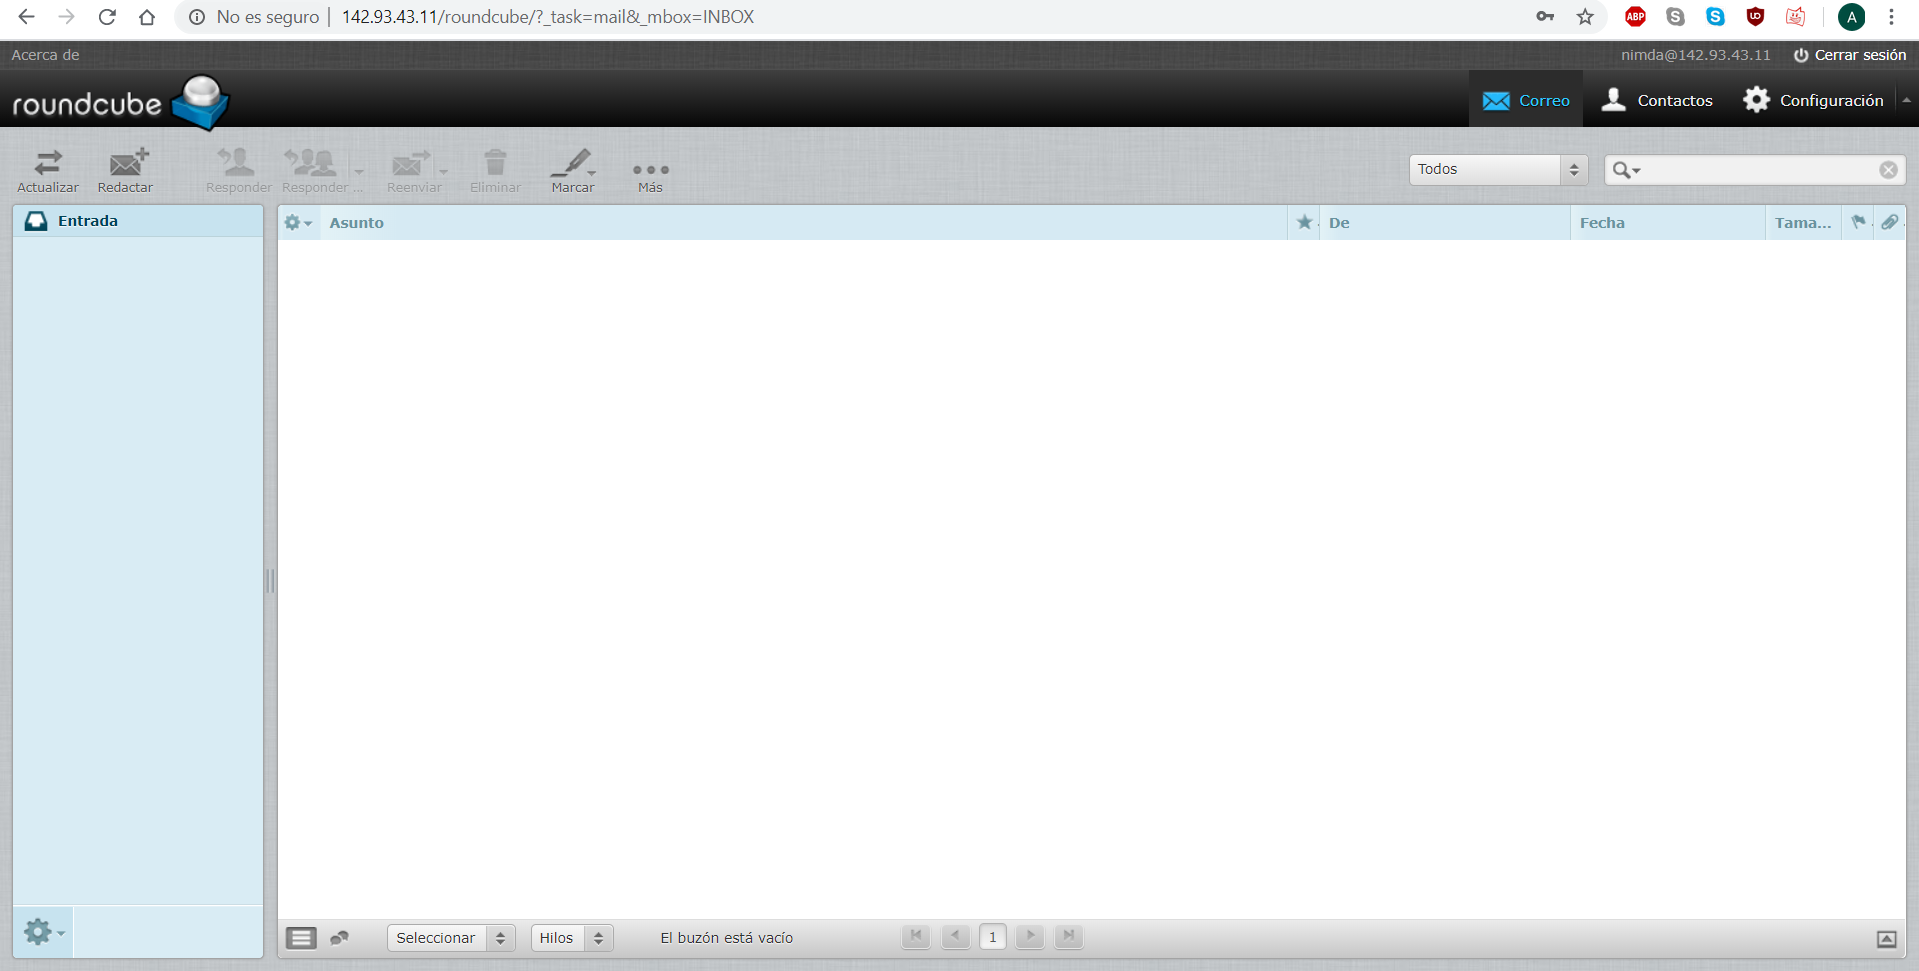 No es seguro | 142.93.43.11/roundcube/?_task=mail&_mbox=INBOX
ABP
A
Acerca de
nimda@142.93.43.11 Cerrar sesión
roundcube
Correo Contactos Configuración
Actualizar Redactar Responder Responder ... Reenviar Eliminar Marcar Más
Todos
Entrada
Asunto De Fecha Tama...
Seleccionar Hilos El buzón está vacío 1